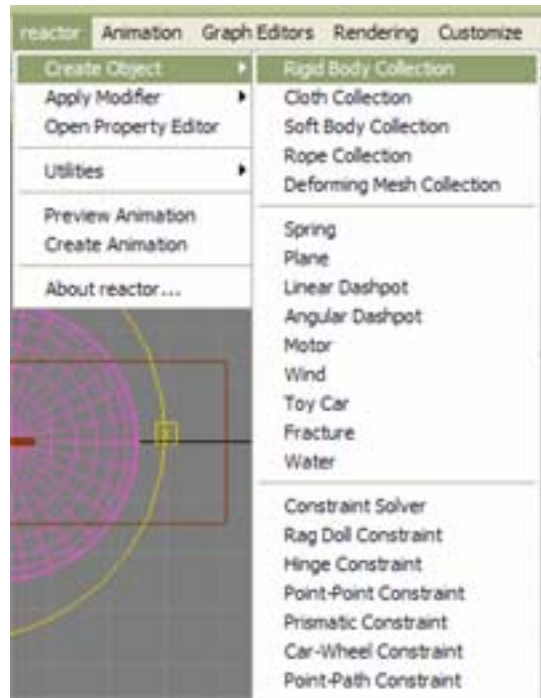 reactor Animation Graph Editors Rendering Customize
Create Object
Apply Modifier
Open Property Editor
Utilities
Preview Animation
Create Animation
About reactor...
Rigid Body Collection
Cloth Collection
Soft Body Collection
Rope Collection
Deforming Mesh Collection
Spring
Plane
Linear Dashpot
Angular Dashpot
Motor
Wind
Toy Car
Fracture
Water
Constraint Solver
Rag Doll Constraint
Hinge Constraint
Point-Point Constraint
Prismatic Constraint
Car-Wheel Constraint
Point-Path Constraint